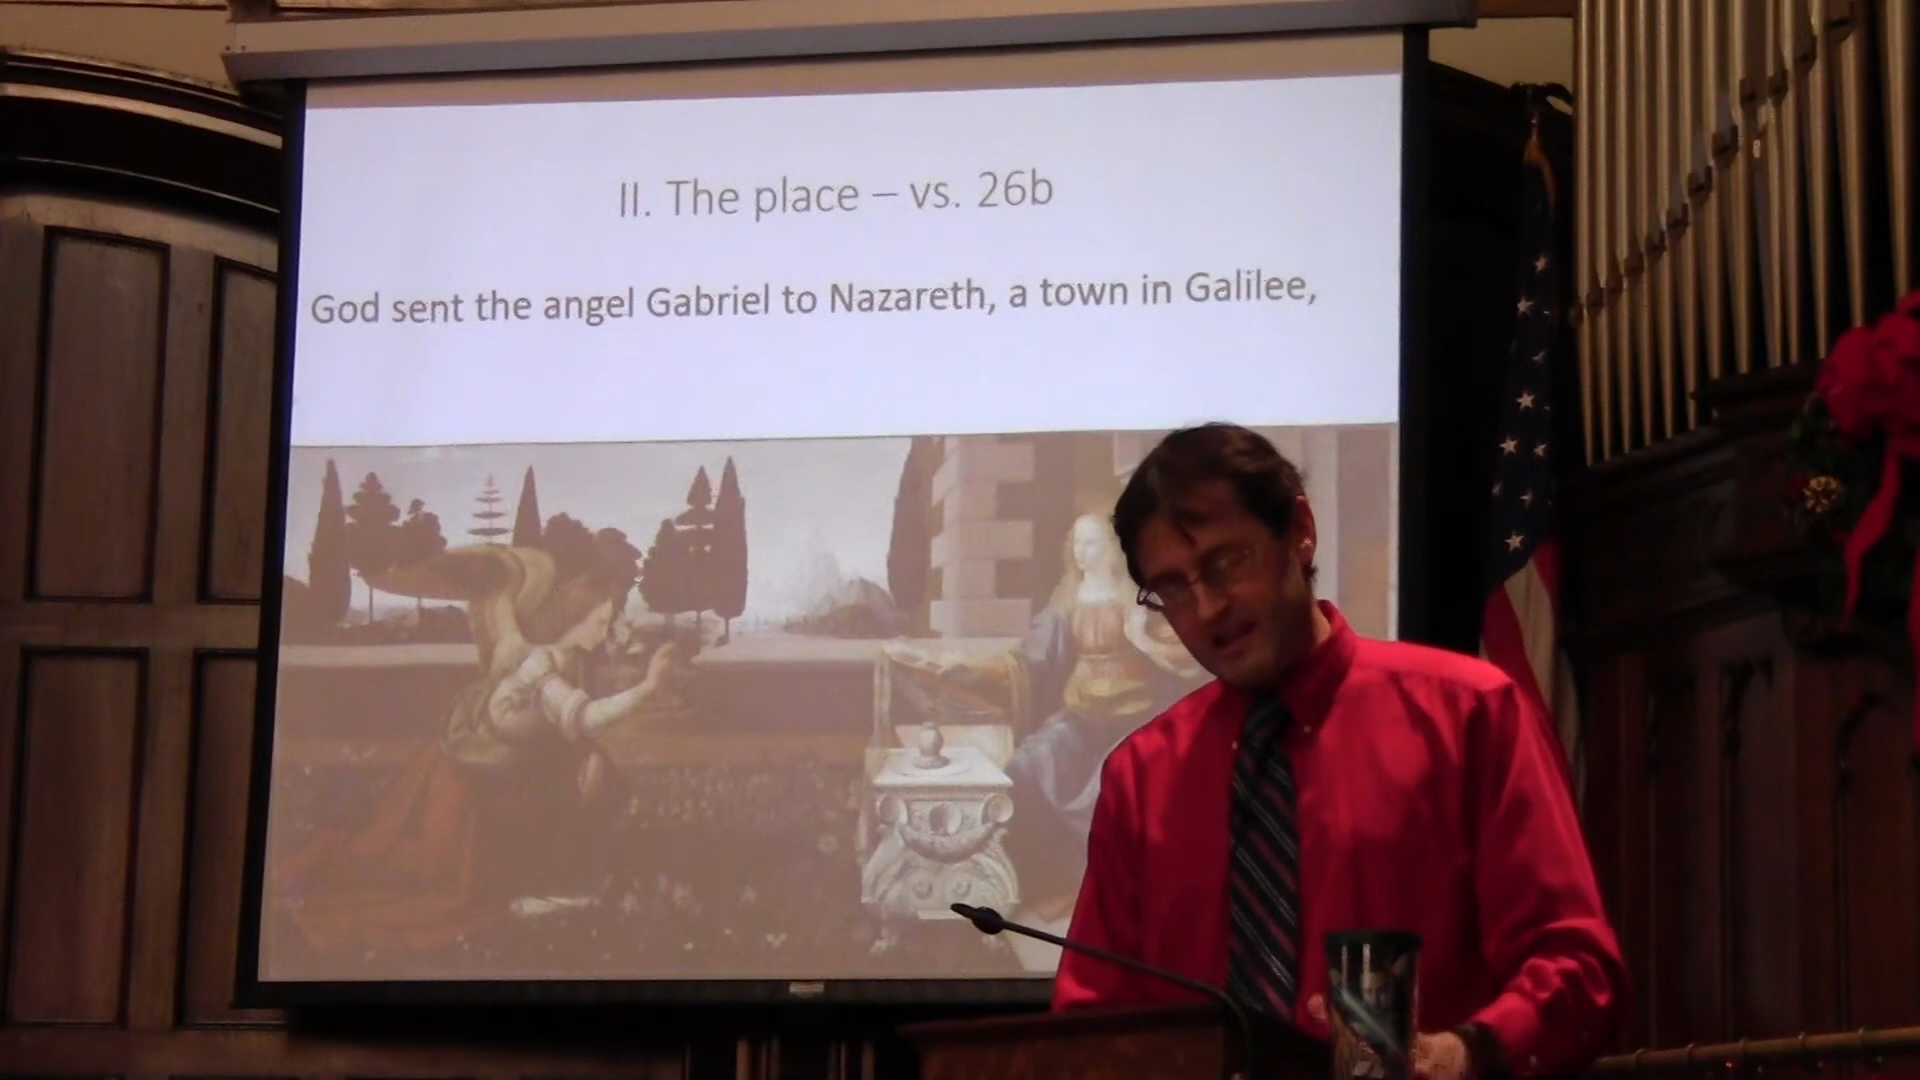 II. The place – vs. 26b
God sent the angel Gabriel to Nazareth, a town in Galilee,